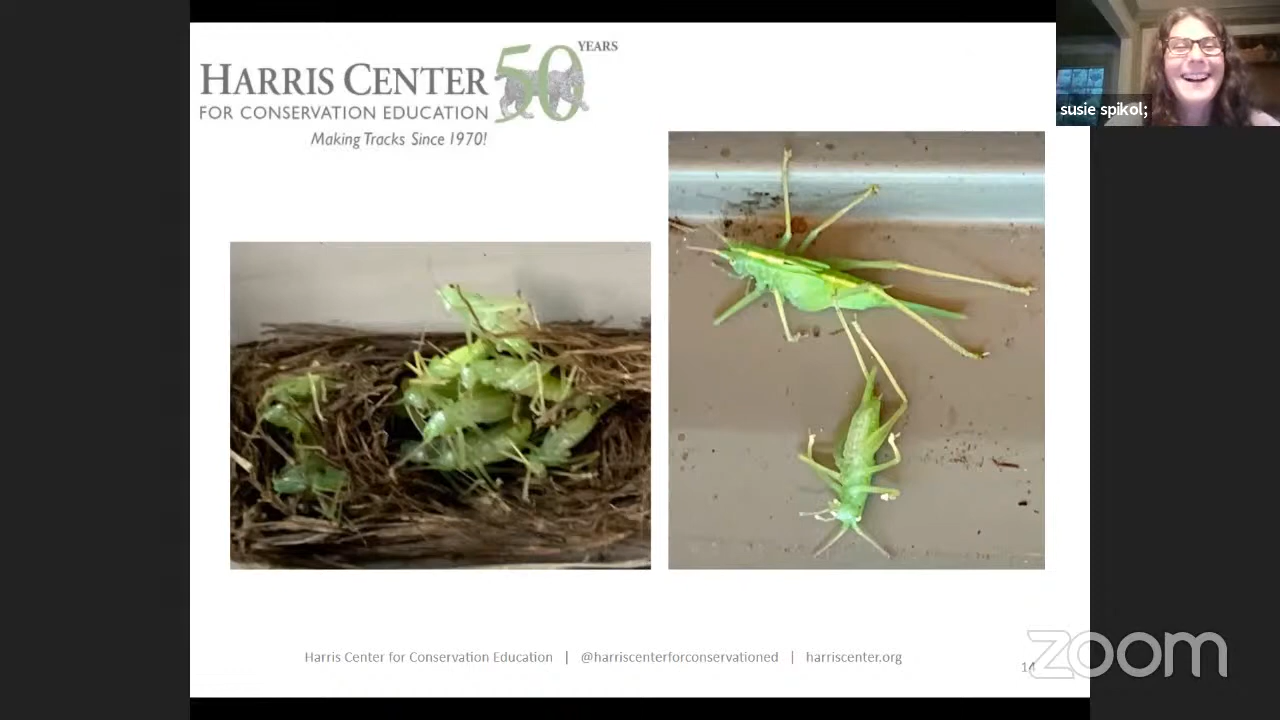 HARRIS CENTER
50 YEARS
FOR CONSERVATION EDUCATION
Making Tracks Since 1970!
susie spikol;
Harris Center for Conservation Education | @harriscenterforconservationed | harriscenter.org
14
zoom